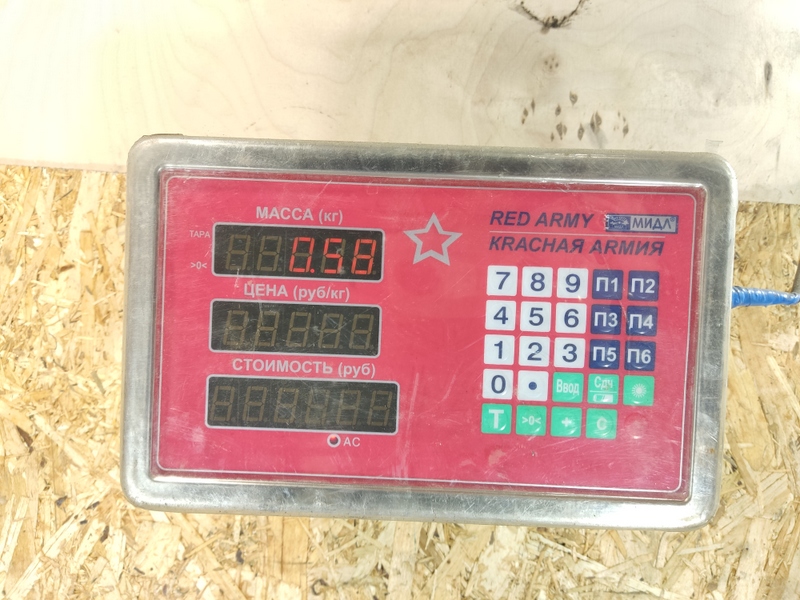 МАССА (кг)
ТАРА
>0<
0.58
ЦЕНА (руб/кг)
СТОИМОСТЬ (руб)
АС
RED ARMY МИДЛ
КRАСНАЯ АRМИЯ
7 8 9 П1 П2
4 5 6 П3 П4
1 2 3 П5 П6
0 • Ввод Сдч
Т >0< + С